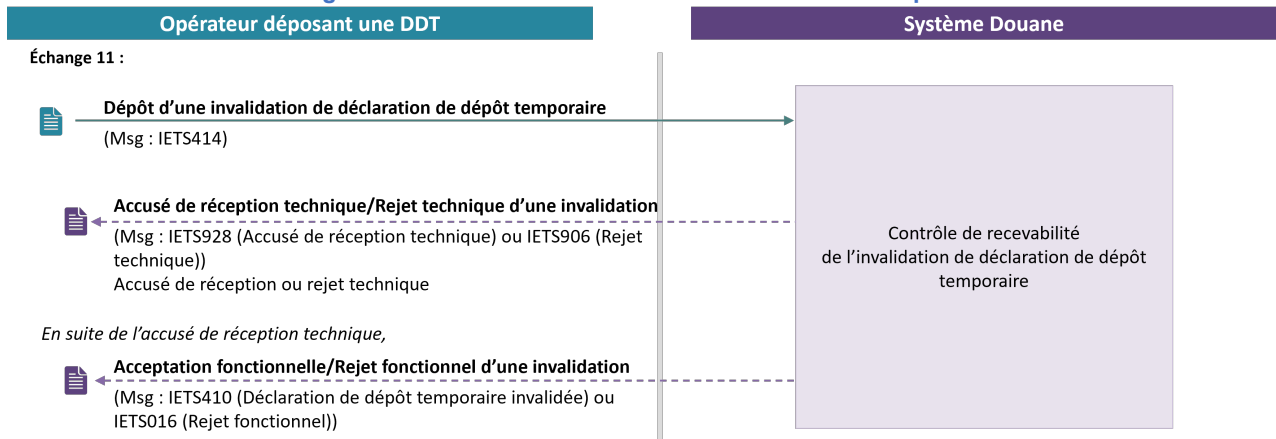 Opérateur déposant une DDT
Système Douane
Échange 11 :
Dépôt d’une invalidation de déclaration de dépôt temporaire
(Msg : IETS414)
Accusé de réception technique/Rejet technique d’une invalidation
(Msg : IETS928 (Accusé de réception technique) ou IETS906 (Rejet
technique))
Accusé de réception ou rejet technique
Contrôle de recevabilité
de l’invalidation de déclaration de dépôt
temporaire
En suite de l’accusé de réception technique,
Acceptation fonctionnelle/Rejet fonctionnel d’une invalidation
(Msg : IETS410 (Déclaration de dépôt temporaire invalidée) ou
IETS016 (Rejet fonctionnel))